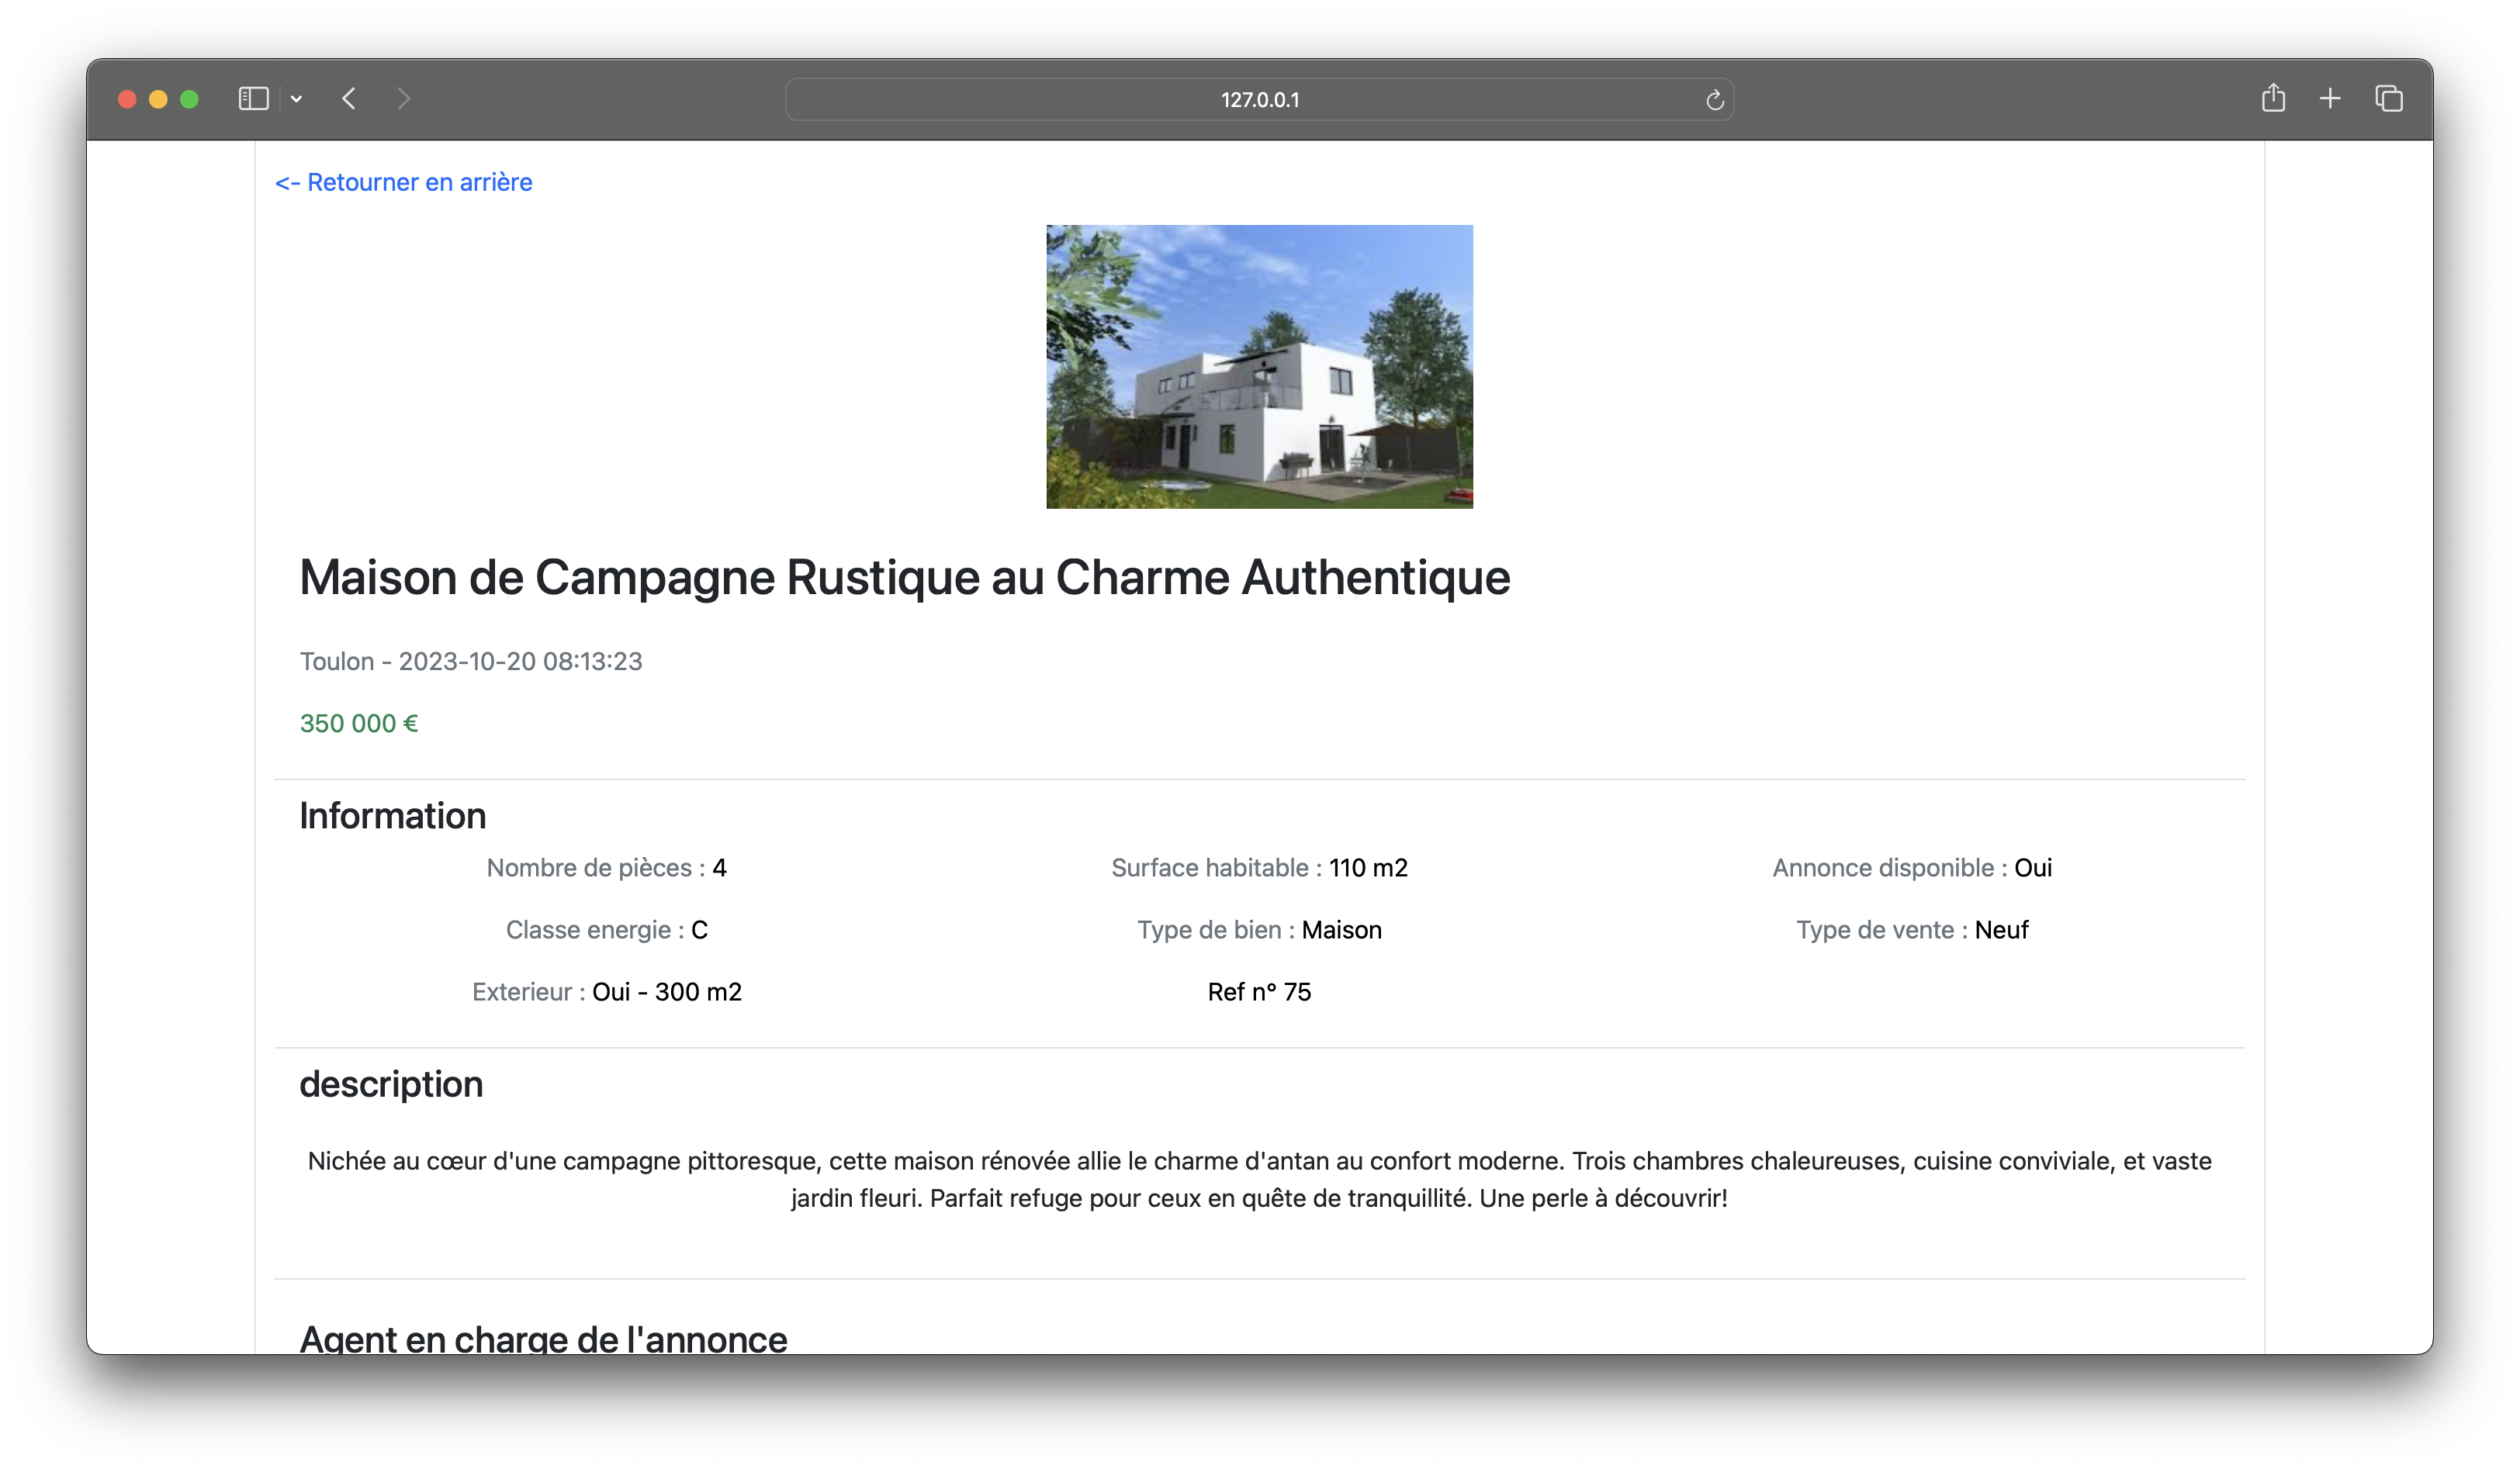 127.0.0.1
<- Retourner en arrière
Maison de Campagne Rustique au Charme Authentique
Toulon - 2023-10-20 08:13:23
350 000 €
Information
Nombre de pièces : 4
Surface habitable : 110 m2
Annonce disponible : Oui
Classe energie : C
Type de bien : Maison
Type de vente : Neuf
Exterieur : Oui - 300 m2
Ref n° 75
description
Nichée au cœur d'une campagne pittoresque, cette maison rénovée allie le charme d'antan au confort moderne. Trois chambres chaleureuses, cuisine conviviale, et vaste
jardin fleuri. Parfait refuge pour ceux en quête de tranquillité. Une perle à découvrir!
Agent en charge de l'annonce